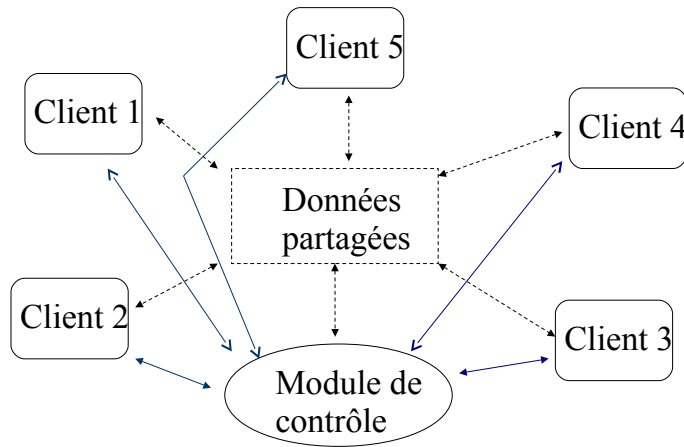 Client 5
Client 1
Client 4
Données
partagées
Client 2
Client 3
Module de
contrôle